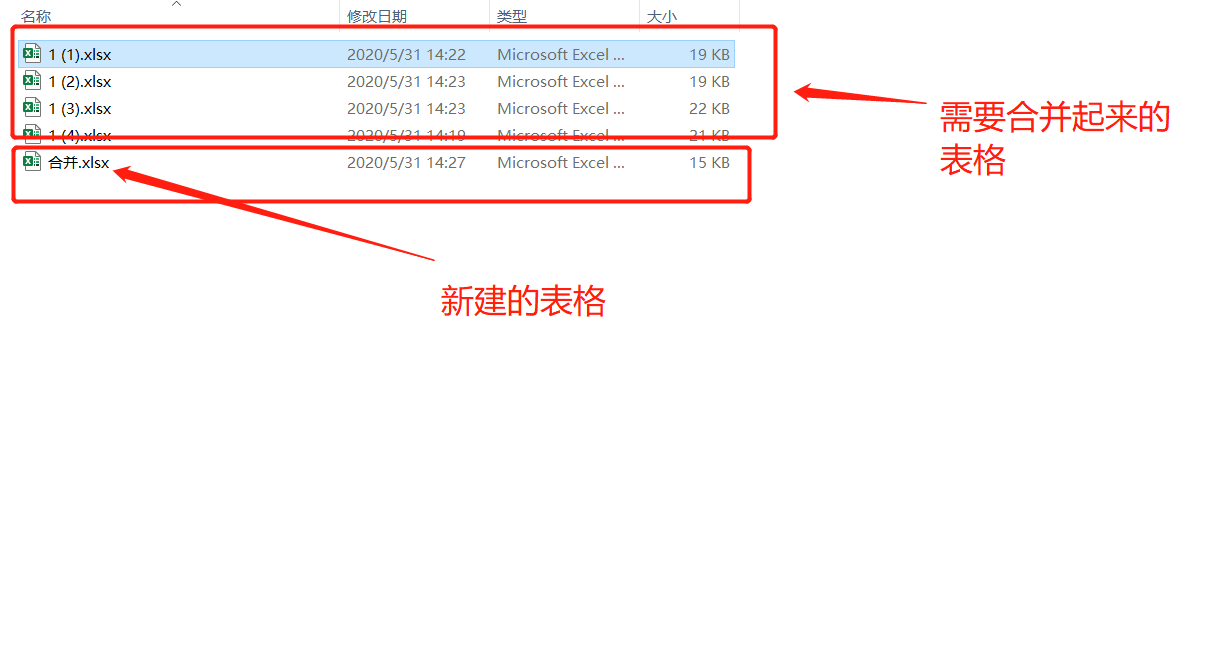 名称 修改日期 类型 大小
1 (1).xlsx 2020/5/31 14:22 Microsoft Excel ... 19 KB
1 (2).xlsx 2020/5/31 14:23 Microsoft Excel ... 19 KB
1 (3).xlsx 2020/5/31 14:23 Microsoft Excel ... 22 KB
1 (4).xlsx 2020/5/31 14:19 Microsoft Excel ... 21 KB
合并.xlsx 2020/5/31 14:27 Microsoft Excel ... 15 KB
需要合并起来的
表格
新建的表格